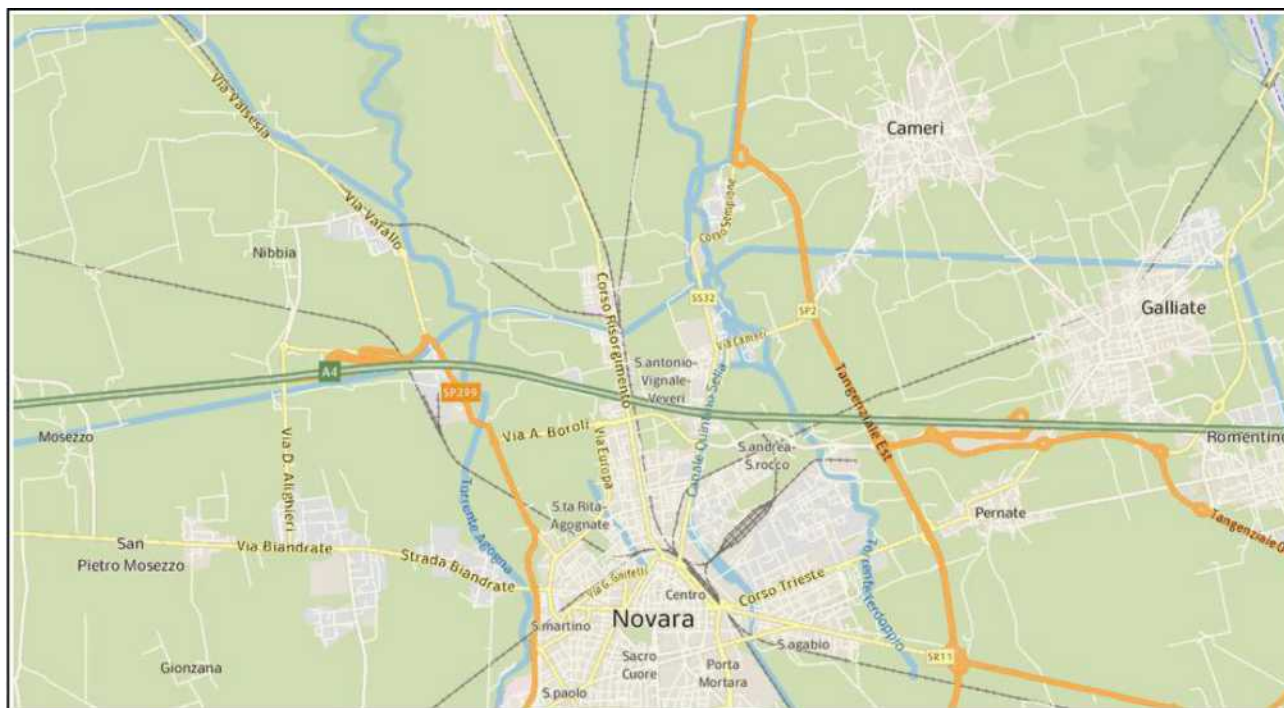 Via Valsesia
Cameri
Via Varallo
Corso Sempione
Nibbia
Corso Risorgimento
SS32
SP2
Galliate
Via Cameri
A4
S.antonio-
Vignale-
Veveri
SP299
Tangenziale Est
Mosezzo
Via A. Boroli
Via Europa
Canale Quintino Sella
S.andrea-
S.rocco
Romentino
Via D. Alighieri
Torrente Agogna
S.ta Rita-
Agognate
Pernate
Tangenziale
San
Pietro Mosezzo
Via Biandrate
Strada Biandrate
Via G. Gnifetti
Centro
Corso Trieste
Torrente Terdoppio
Novara
S.martino
S.agabio
SR11
Gionzana
Sacro
Cuore
Porta
Mortara
S.paolo